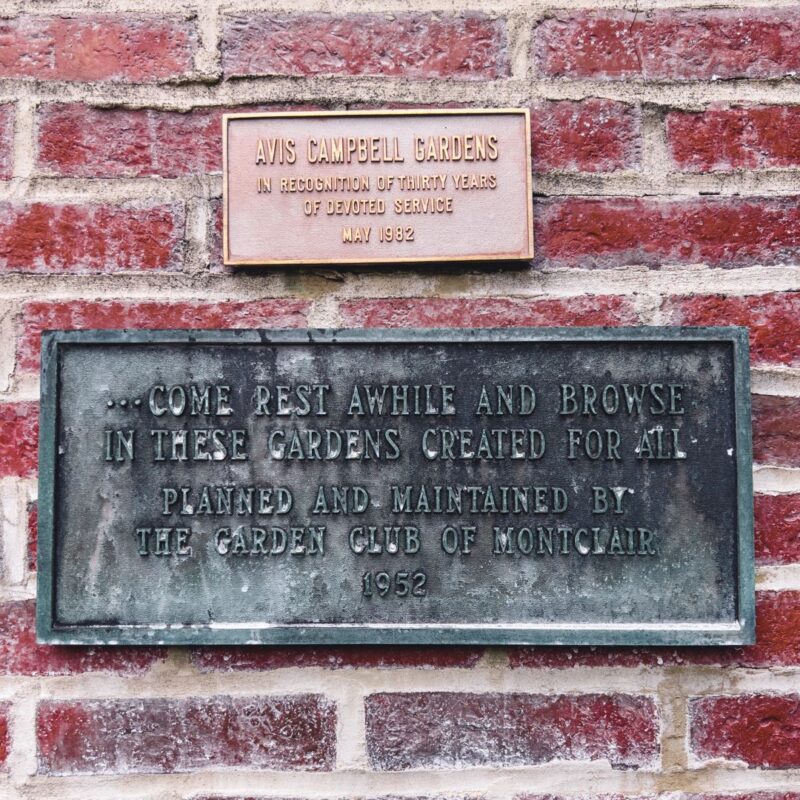 AVIS CAMPBELL GARDENS
IN RECOGNITION OF THIRTY YEARS
OF DEVOTED SERVICE
MAY 1982
...COME REST AWHILE AND BROWSE
IN THESE GARDENS CREATED FOR ALL
PLANNED AND MAINTAINED BY
THE GARDEN CLUB OF MONTCLAIR
1952